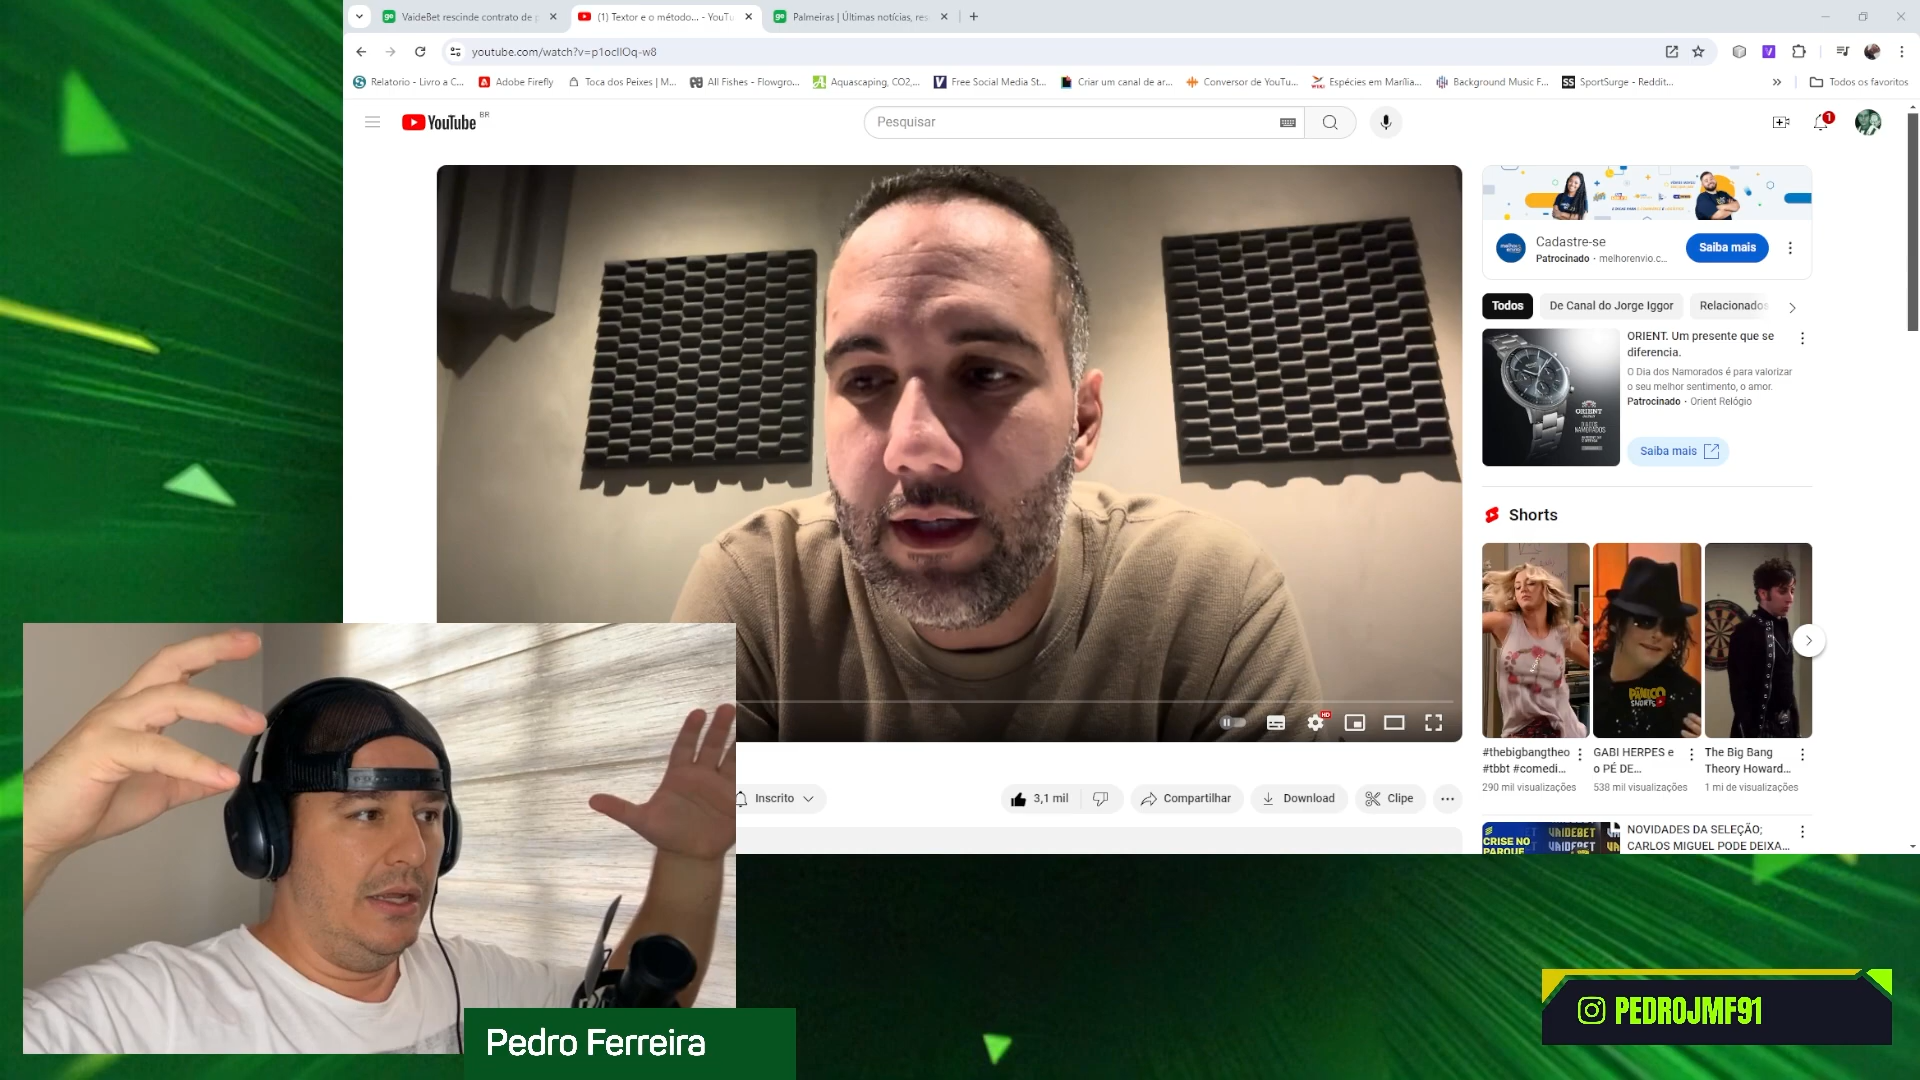 VaideBet rescinde contrato de p
(1) Textor e o método... - YouTu
Palmeiras | Últimas notícias, res
youtube.com/watch?v=p1ocIlOq-w8
Relatorio - Livro a C...
Adobe Firefly
Toca dos Peixes | M...
All Fishes - Flowgro...
Aquascaping, CO2,...
Free Social Media St...
Criar um canal de ar...
Conversor de YouTu...
Espécies em Marília...
Background Music F...
SportSurge - Reddit...
»
Todos os favoritos
YouTube BR
Pesquisar
1
Cadastre-se
Patrocinado · melhorenvio.c...
Saiba mais
Todos
De Canal do Jorge Iggor
Relacionados
ORIENT. Um presente que se
diferencia.
O Dia dos Namorados é para valorizar
o seu melhor sentimento, o amor.
Patrocinado · Orient Relógio
Saiba mais
ORIENT
Shorts
PÂNICO
#thebigbangtheo
#tbbt #comedi...
290 mil visualizações
GABI HERPES e
o PÉ DE...
538 mil visualizações
The Big Bang
Theory Howard...
1 mi de visualizações
HD
Inscrito
3,1 mil
Compartilhar
Download
Clipe
CRISE NO
PARQUE
VAIDEBET
NOVIDADES DA SELEÇÃO;
CARLOS MIGUEL PODE DEIXA...
Pedro Ferreira
PEDROJMF91